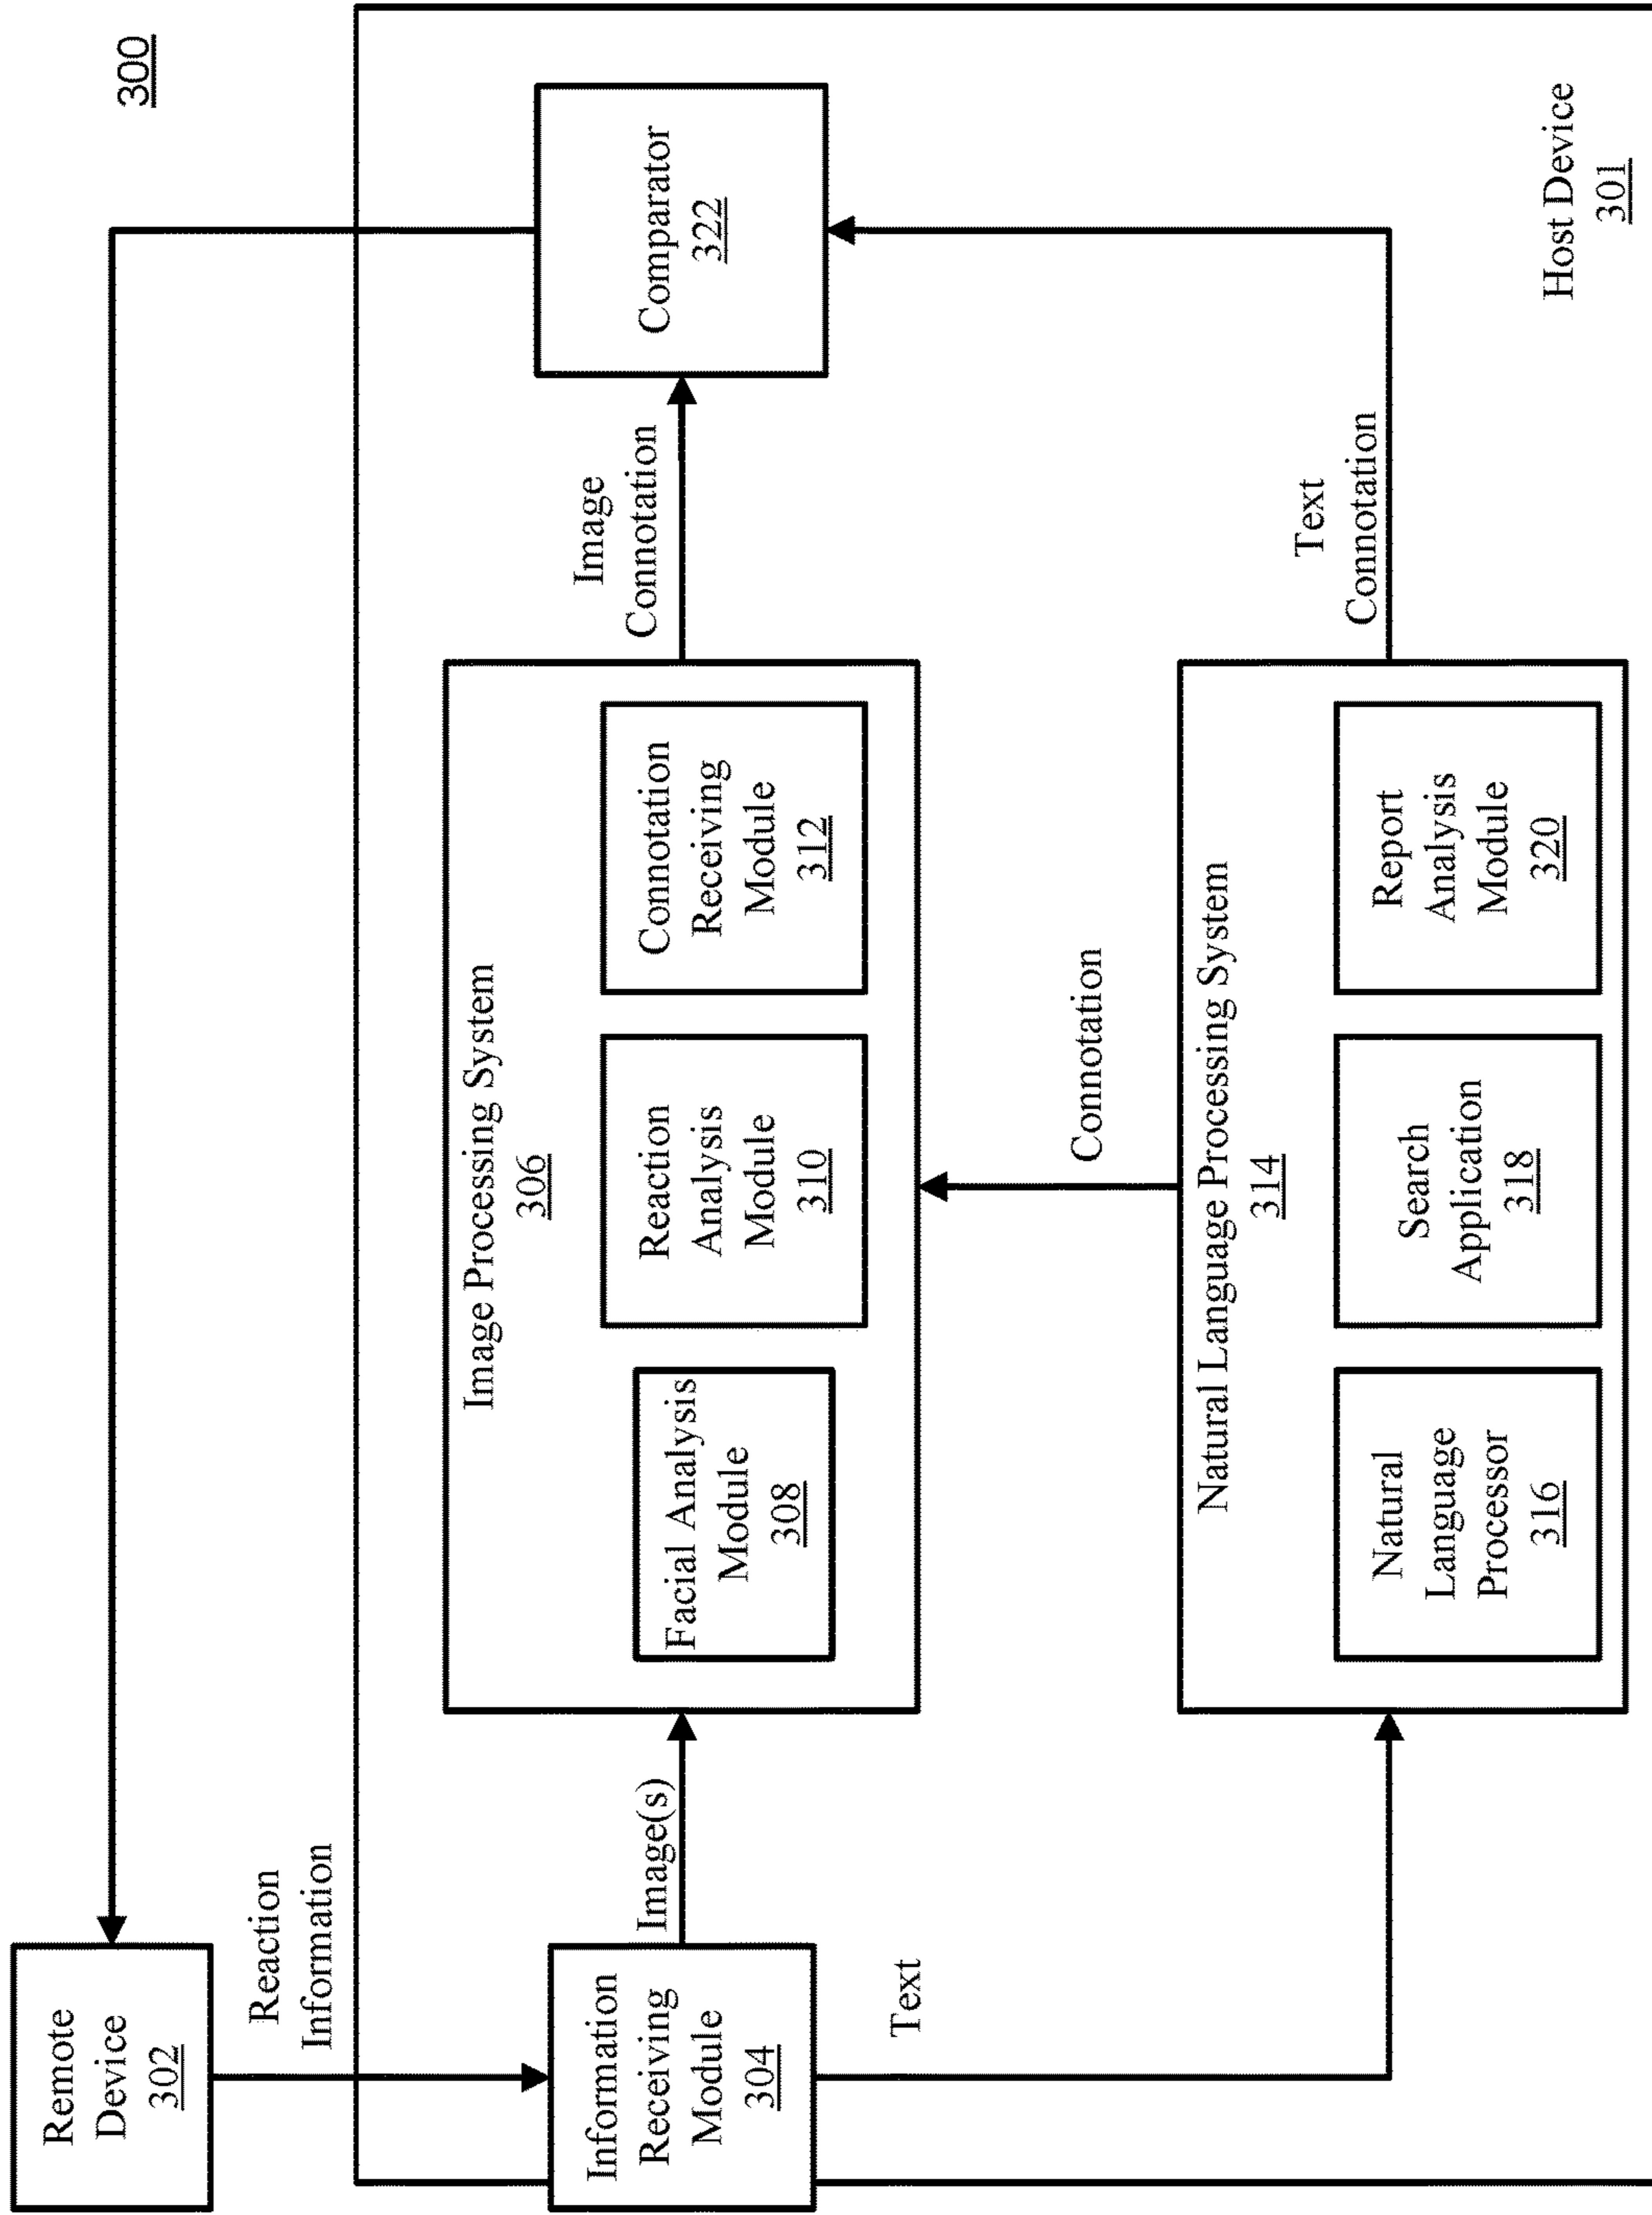 300
Remote
Device
302
Reaction
Information
Information
Receiving
Module
304
Image(s)
Text
Image Processing System
306
Facial Analysis
Module
308
Reaction
Analysis
Module
310
Connotation
Receiving
Module
312
Image
Connotation
Comparator
322
Connotation
Natural Language Processing System
314
Natural
Language
Processor
316
Search
Application
318
Report
Analysis
Module
320
Text
Connotation
Host Device
301